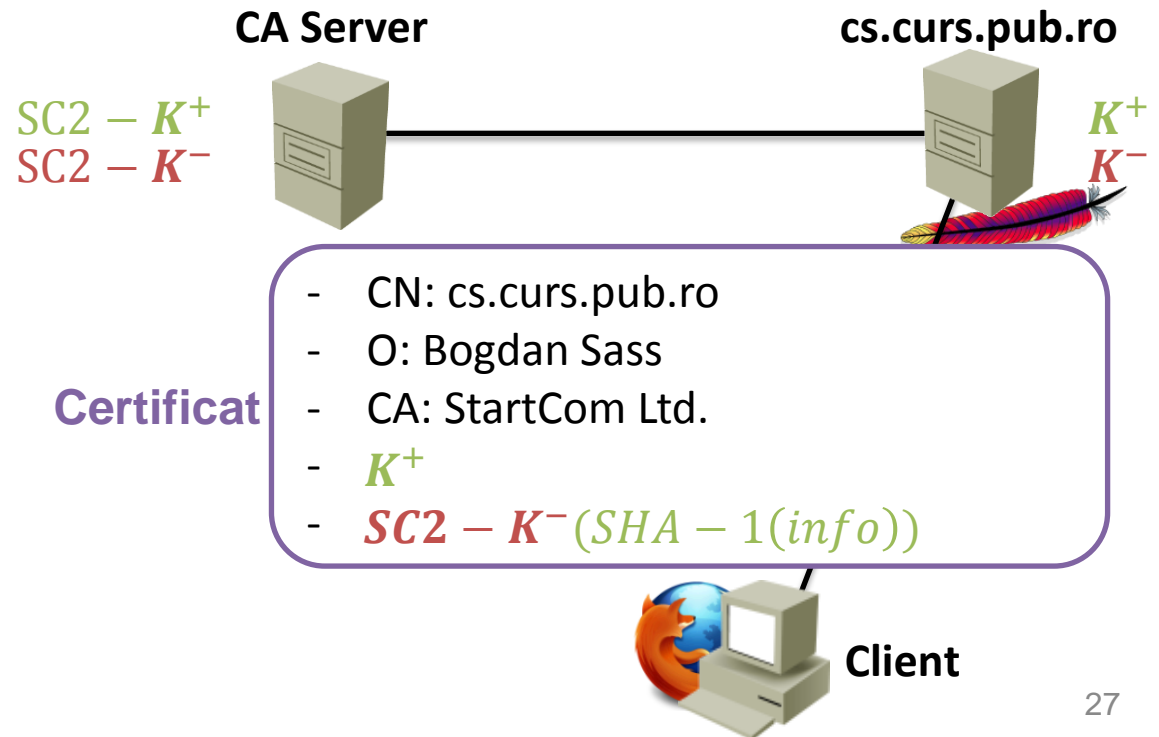 CA Server
cs.curs.pub.ro
SC2 − K⁺
SC2 − K⁻
K⁺
K⁻
Certificat
- CN: cs.curs.pub.ro
- O: Bogdan Sass
- CA: StartCom Ltd.
- K⁺
- SC2 − K⁻(SHA − 1(info))
Client
27